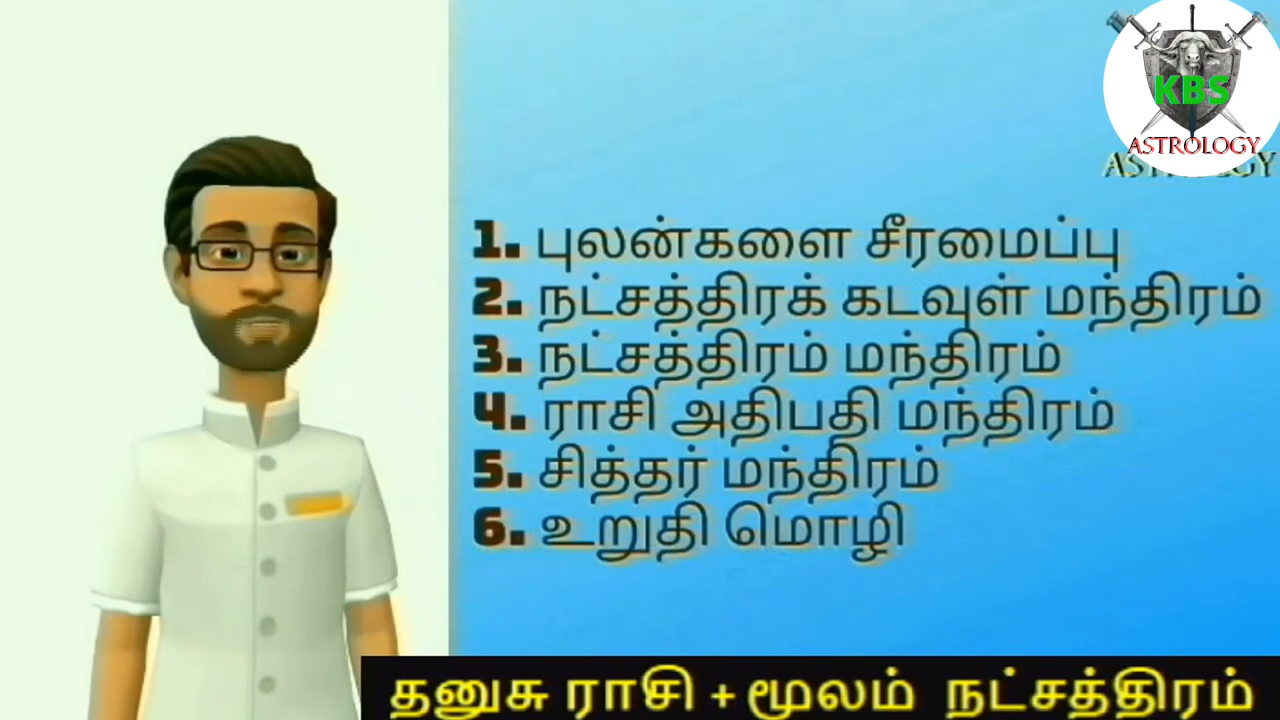 KBS
ASTROLOGY
ASTROLOGY
1. புலன்களை சீரமைப்பு
2. நட்சத்திரக் கடவுள் மந்திரம்
3. நட்சத்திரம் மந்திரம்
4. ராசி அதிபதி மந்திரம்
5. சித்தர் மந்திரம்
6. உறுதி மொழி
தனுசு ராசி + மூலம் நட்சத்திரம்